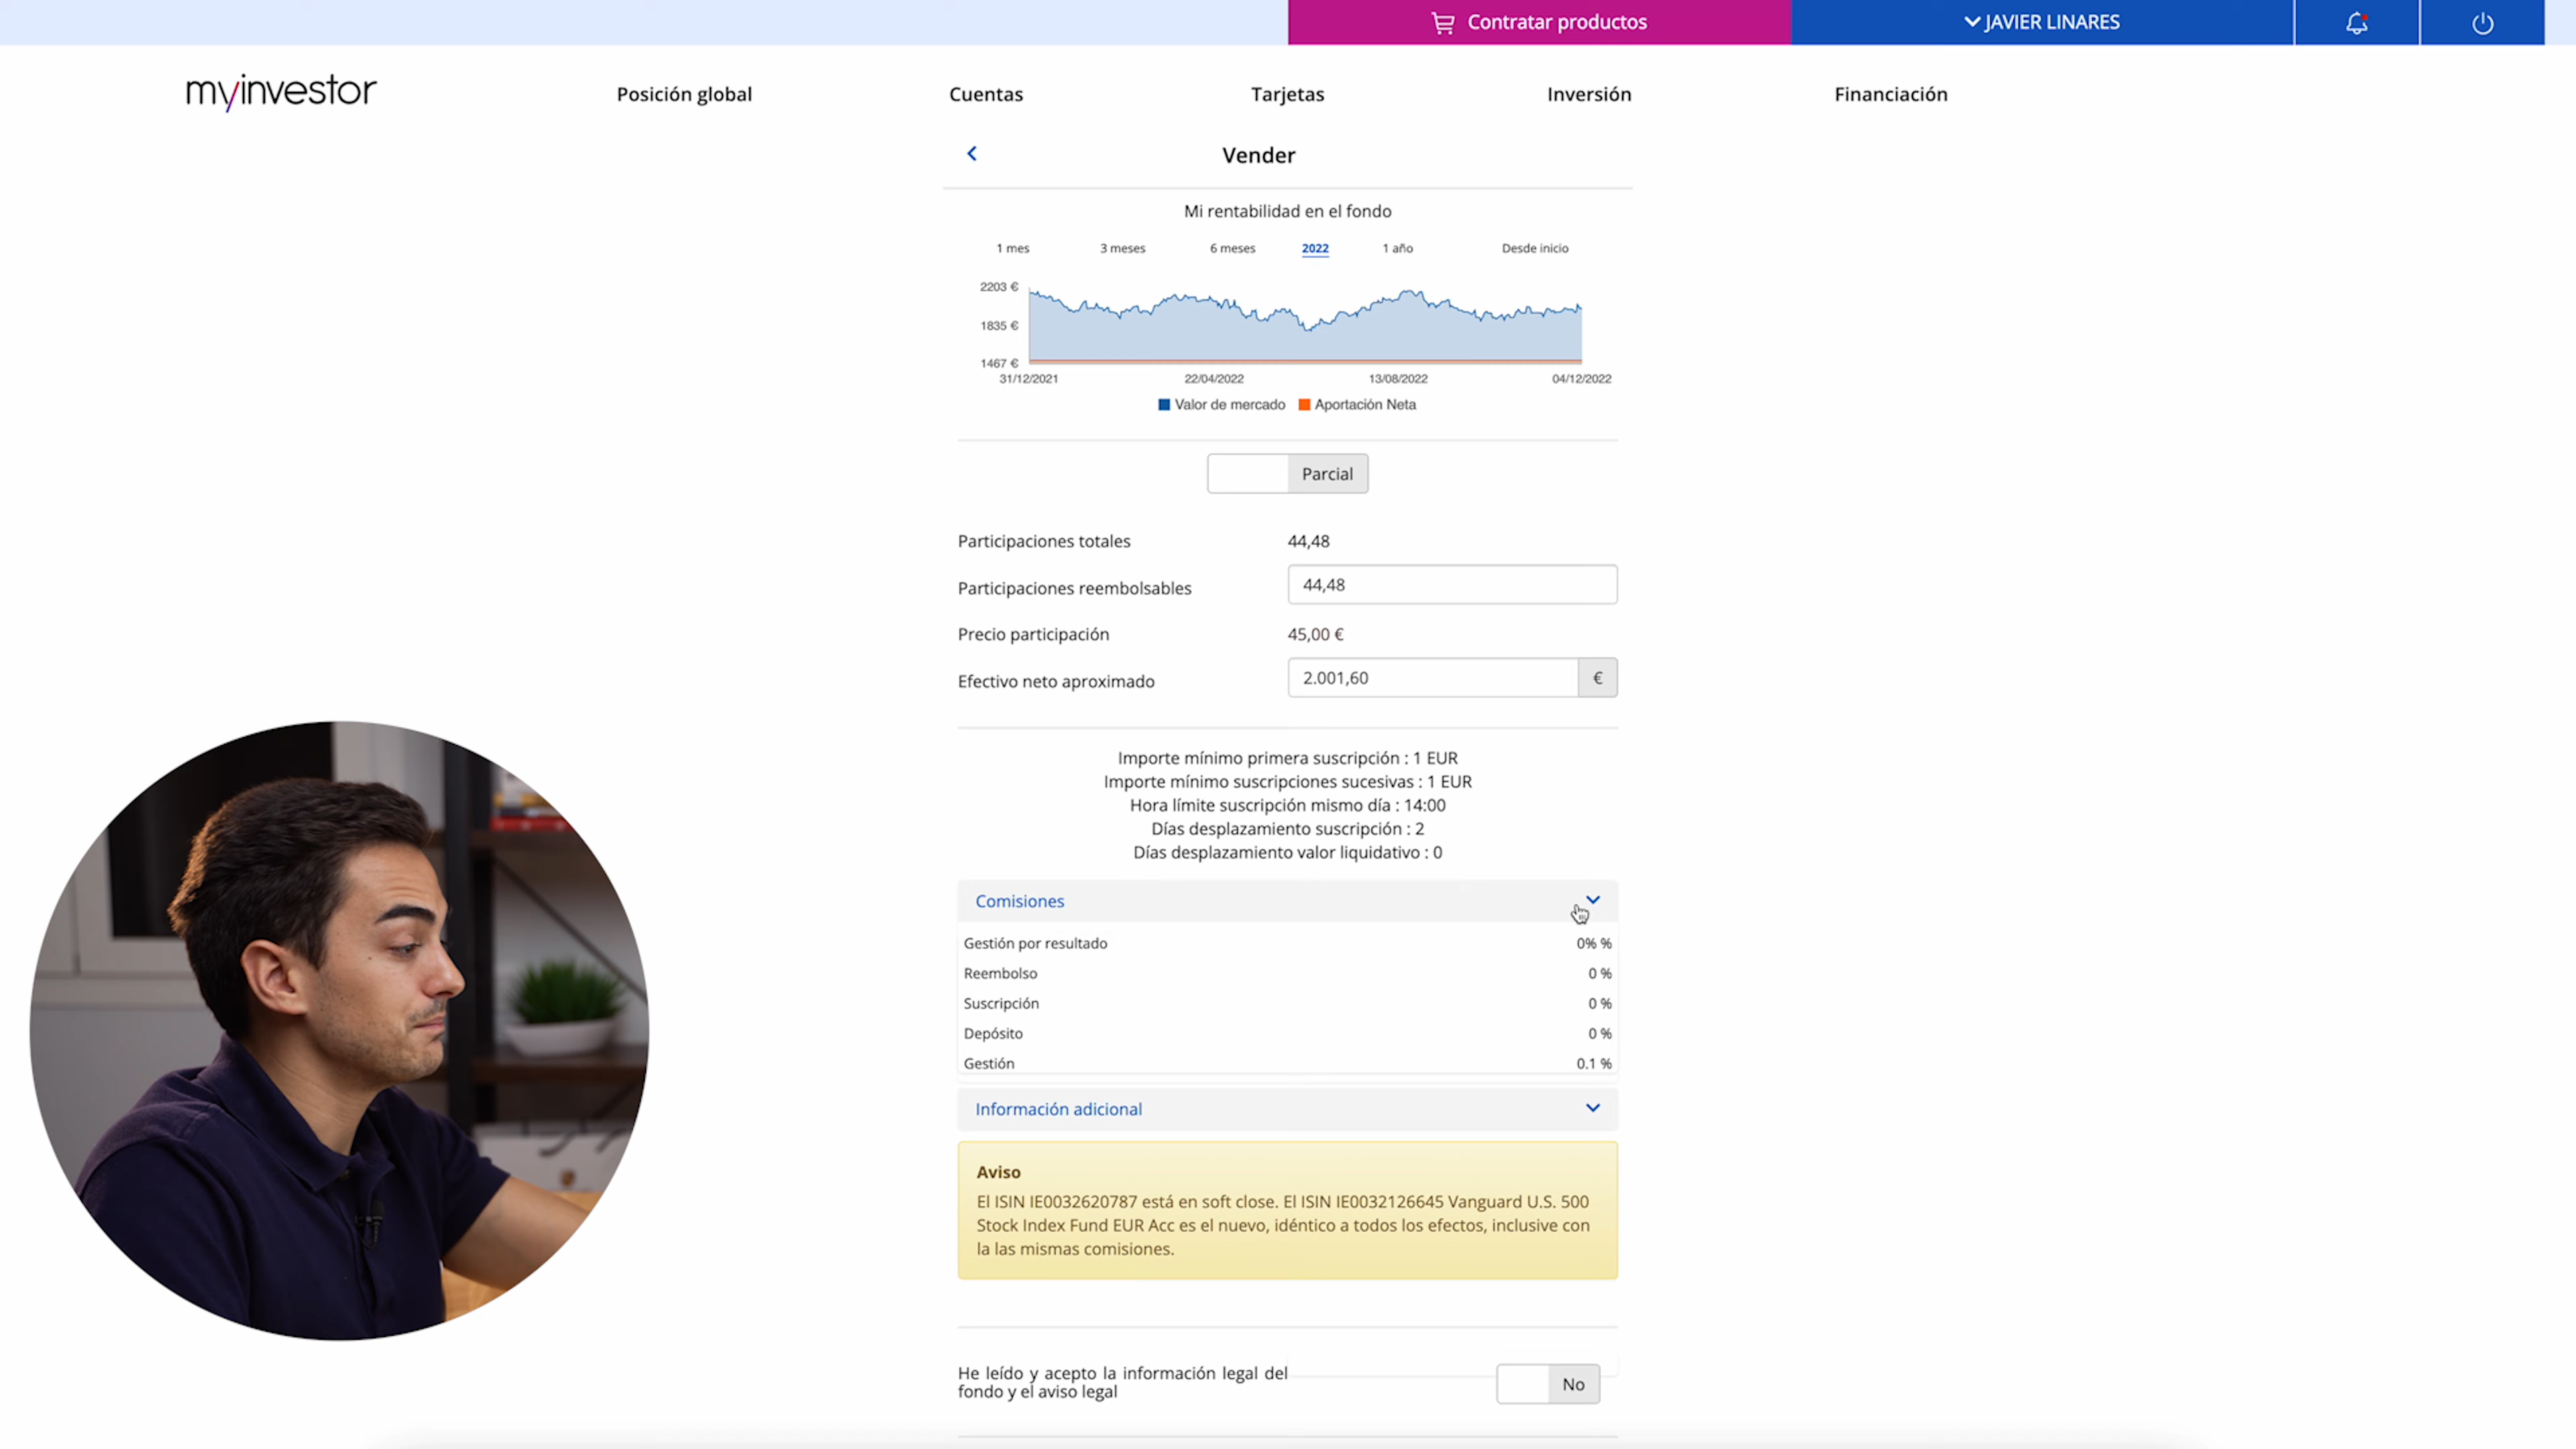 Contratar productos
JAVIER LINARES
myinvestor
Posición global
Cuentas
Tarjetas
Inversión
Financiación
Vender
Mi rentabilidad en el fondo
1 mes
3 meses
6 meses
2022
1 año
Desde inicio
2203 €
1835 €
1467 €
31/12/2021
22/04/2022
13/08/2022
04/12/2022
Valor de mercado
Aportación Neta
Parcial
Participaciones totales
44,48
Participaciones reembolsables
44,48
Precio participación
45,00 €
Efectivo neto aproximado
2.001,60
€
Importe mínimo primera suscripción : 1 EUR
Importe mínimo suscripciones sucesivas : 1 EUR
Hora límite suscripción mismo día : 14:00
Días desplazamiento suscripción : 2
Días desplazamiento valor liquidativo : 0
Comisiones
Gestión por resultado
0% %
Reembolso
0 %
Suscripción
0 %
Depósito
0 %
Gestión
0.1 %
Información adicional
Aviso
El ISIN IE0032620787 está en soft close. El ISIN IE0032126645 Vanguard U.S. 500
Stock Index Fund EUR Acc es el nuevo, idéntico a todos los efectos, inclusive con
la las mismas comisiones.
He leído y acepto la información legal del
fondo y el aviso legal
No